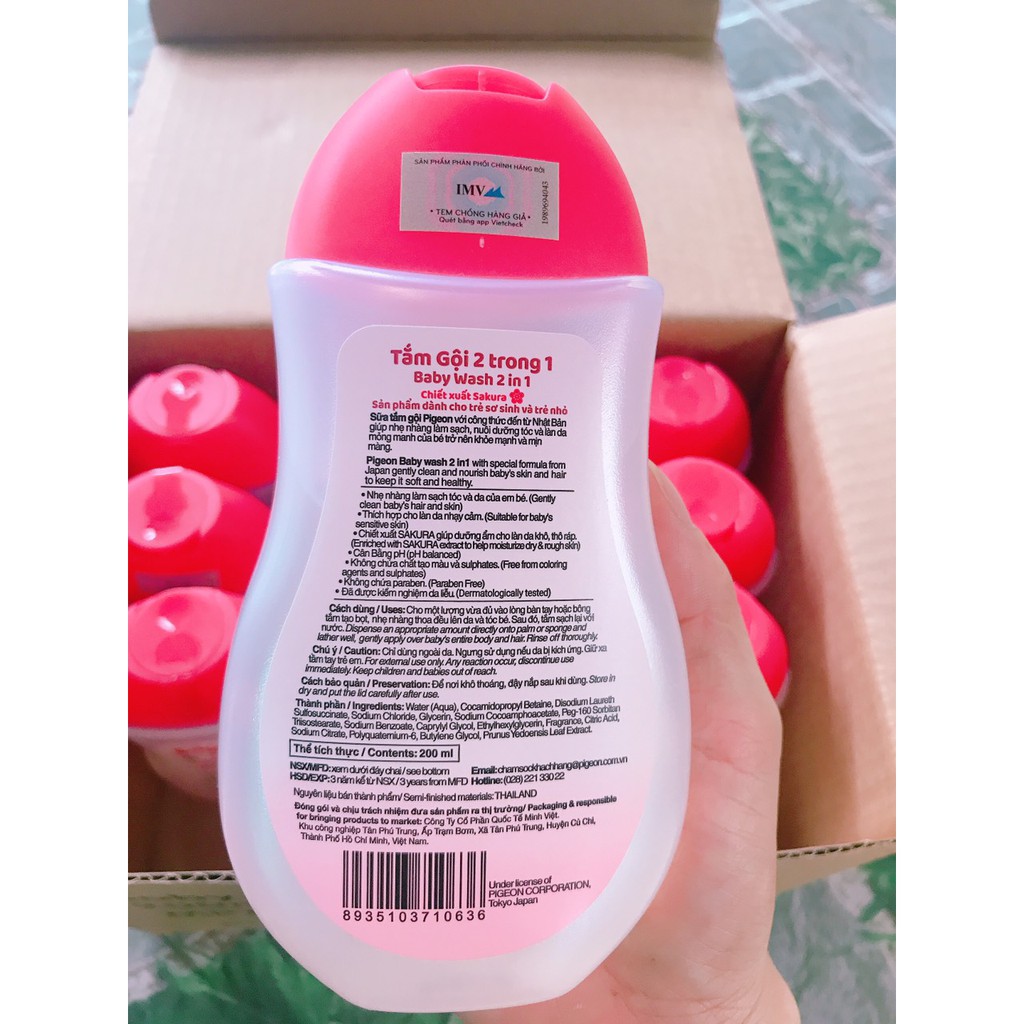 SẢN PHẨM PHÂN PHỐI CHÍNH HÃNG BỞI
IMV
• TEM CHỐNG HÀNG GIẢ •
Quét bằng app Vietcheck
1989694043
Tắm Gội 2 trong 1
Baby Wash 2 in 1
Chiết xuất Sakura
Sản phẩm dành cho trẻ sơ sinh và trẻ nhỏ
Sữa tắm gội Pigeon với công thức đến từ Nhật Bản
giúp nhẹ nhàng làm sạch, nuôi dưỡng tóc và làn da
mỏng manh của bé trở nên khỏe mạnh và mịn
màng.
Pigeon Baby wash 2 in1 with special formula from
Japan gently clean and nourish baby's skin and hair
to keep it soft and healthy.
• Nhẹ nhàng làm sạch tóc và da của em bé. (Gently
clean baby's hair and skin)
• Thích hợp cho làn da nhạy cảm. (Suitable for baby's
sensitive skin)
• Chiết xuất SAKURA giúp dưỡng ẩm cho làn da khô, thô ráp.
(Enriched with SAKURA extract to help moisturize dry & rough skin)
• Cân Bằng pH (pH balanced)
• Không chứa chất tạo màu và sulphates. (Free from coloring
agents and sulphates)
• Không chứa paraben. (Paraben Free)
• Đã được kiểm nghiệm da liễu. (Dermatologically tested)
Cách dùng / Uses: Cho một lượng vừa đủ vào lòng bàn tay hoặc bông
tắm tạo bọt, nhẹ nhàng thoa đều lên da và tóc bé. Sau đó, tắm sạch lại với
nước. Dispense an appropriate amount directly onto palm or sponge and
lather well, gently apply over baby's entire body and hair. Rinse off thoroughly.
Chú ý / Caution: Chỉ dùng ngoài da. Ngưng sử dụng nếu da bị kích ứng. Giữ xa
tầm tay trẻ em. For external use only. Any reaction occur, discontinue use
immediately. Keep children and babies out of reach.
Cách bảo quản / Preservation: Để nơi khô thoáng, đậy nắp sau khi dùng. Store in
dry and put the lid carefully after use.
Thành phần / Ingredients: Water (Aqua), Cocamidopropyl Betaine, Disodium Laureth
Sulfosuccinate, Sodium Chloride, Glycerin, Sodium Cocoamphoacetate, Peg-160 Sorbitan
Triisostearate, Sodium Benzoate, Caprylyl Glycol, Ethylhexylglycerin, Fragrance, Citric Acid,
Sodium Citrate, Polyquaternium-6, Butylene Glycol, Prunus Yedoensis Leaf Extract.
Thể tích thực / Contents: 200 ml
NSX/MFD: xem dưới đáy chai / see bottom Email: chamsockhachhang@pigeon.com.vn
HSD/EXP: 3 năm kể từ NSX / 3 years from MFD Hotline: (028) 221 330 22
Nguyên liệu bán thành phẩm/ Semi-finished materials: THAILAND
Đóng gói và chịu trách nhiệm đưa sản phẩm ra thị trường/ Packaging & responsible
for bringing products to market: Công Ty Cổ Phần Quốc Tế Minh Việt.
Khu công nghiệp Tân Phú Trung, Ấp Trạm Bơm, Xã Tân Phú Trung, Huyện Củ Chi,
Thành Phố Hồ Chí Minh, Việt Nam.
8935103710636
Under license of
PIGEON CORPORATION,
Tokyo Japan